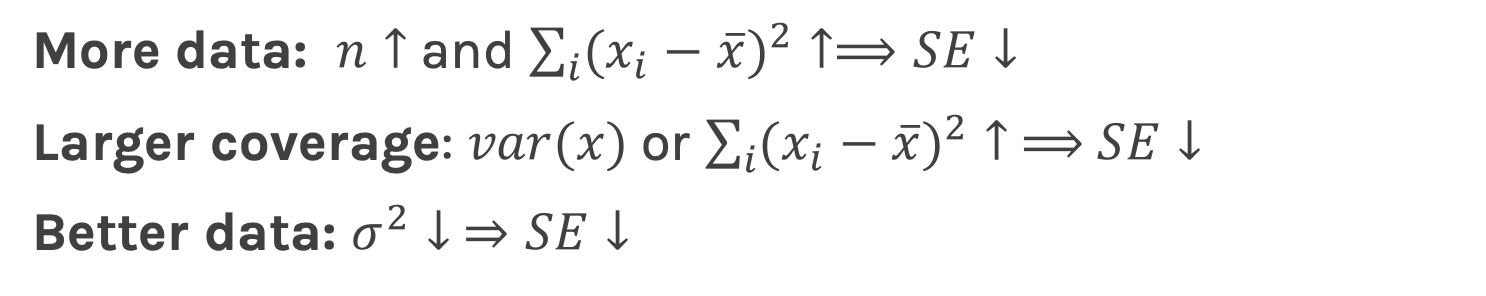 More data: n ↑ and ∑ᵢ(xᵢ − x̄)² ↑⟹ SE ↓
Larger coverage: var(x) or ∑ᵢ(xᵢ − x̄)² ↑ ⟹ SE ↓
Better data: σ² ↓ ⇒ SE ↓